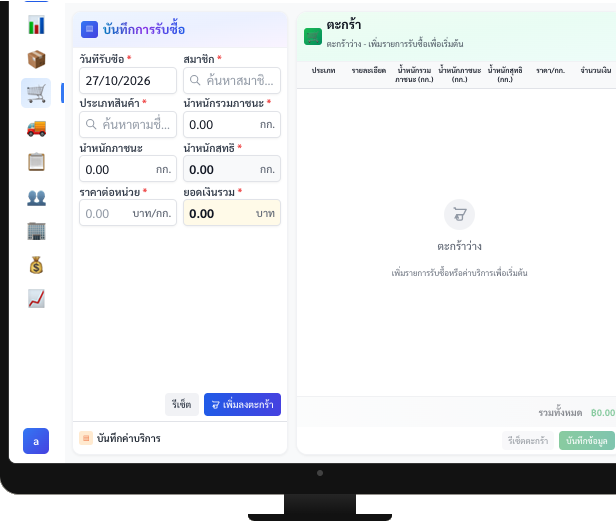 บันทึกการรับซื้อ
วันที่รับซื้อ * สมาชิก *
27/10/2026 ค้นหาสมาชิ...
ประเภทสินค้า * น้ำหนักรวมภาชนะ *
ค้นหาตามชื่... 0.00 กก.
น้ำหนักภาชนะ น้ำหนักสุทธิ *
0.00 กก. 0.00 กก.
ราคาต่อหน่วย * ยอดเงินรวม *
0.00 บาท/กก. 0.00 บาท
รีเซ็ต เพิ่มลงตะกร้า
บันทึกค่าบริการ
a
ตะกร้า
ตะกร้าว่าง - เพิ่มรายการรับซื้อเพื่อเริ่มต้น
ประเภท รายละเอียด น้ำหนักรวมภาชนะ (กก.) น้ำหนักภาชนะ (กก.) น้ำหนักสุทธิ (กก.) ราคา/กก. จำนวนเงิน
ตะกร้าว่าง
เพิ่มรายการรับซื้อหรือค่าบริการเพื่อเริ่มต้น
รวมทั้งหมด ฿0.00
รีเซ็ตตะกร้า บันทึกข้อมูล